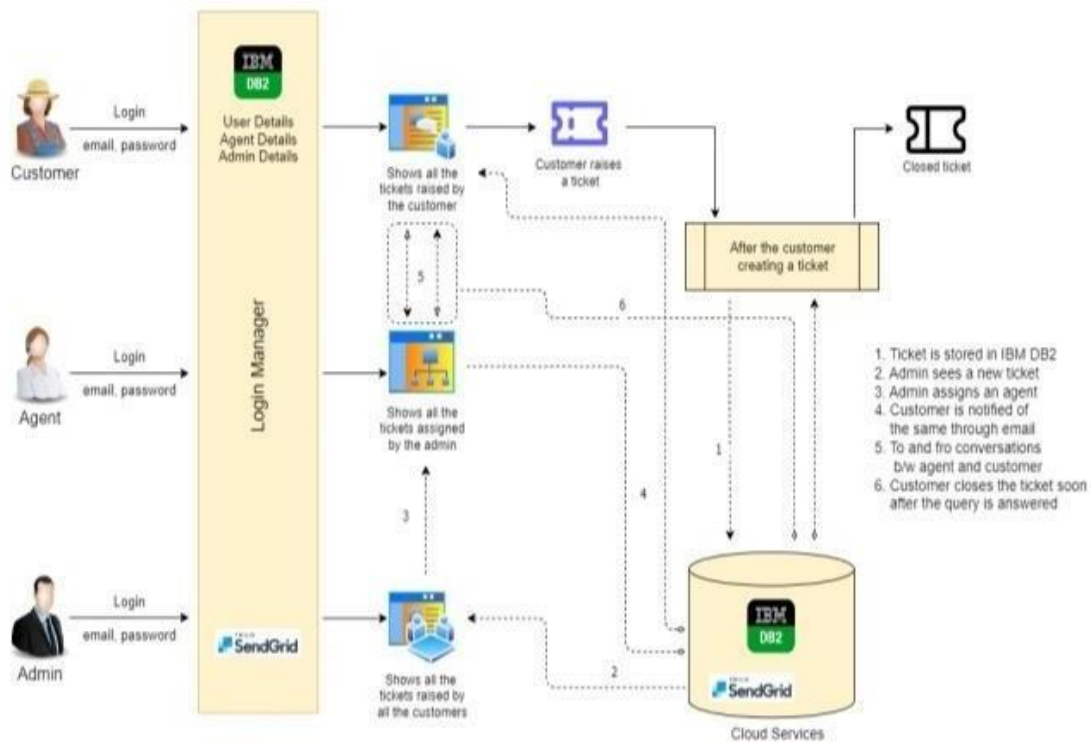 IBM
DB2
User Details
Agent Details
Admin Details
Login Manager
SendGrid
Login
email, password
Customer
Login
email, password
Agent
Login
email, password
Admin
Shows all the
tickets raised by
the customer
Customer raises
a ticket
Closed ticket
After the customer
creating a ticket
5
6
Shows all the
tickets assigned
by the admin
1
4
3
1. Ticket is stored in IBM DB2
2. Admin sees a new ticket
3. Admin assigns an agent
4. Customer is notified of
the same through email
5. To and fro conversations
b/w agent and customer
6. Customer closes the ticket soon
after the query is answered
Shows all the
tickets raised by
all the customers
2
IBM
DB2
SendGrid
Cloud Services